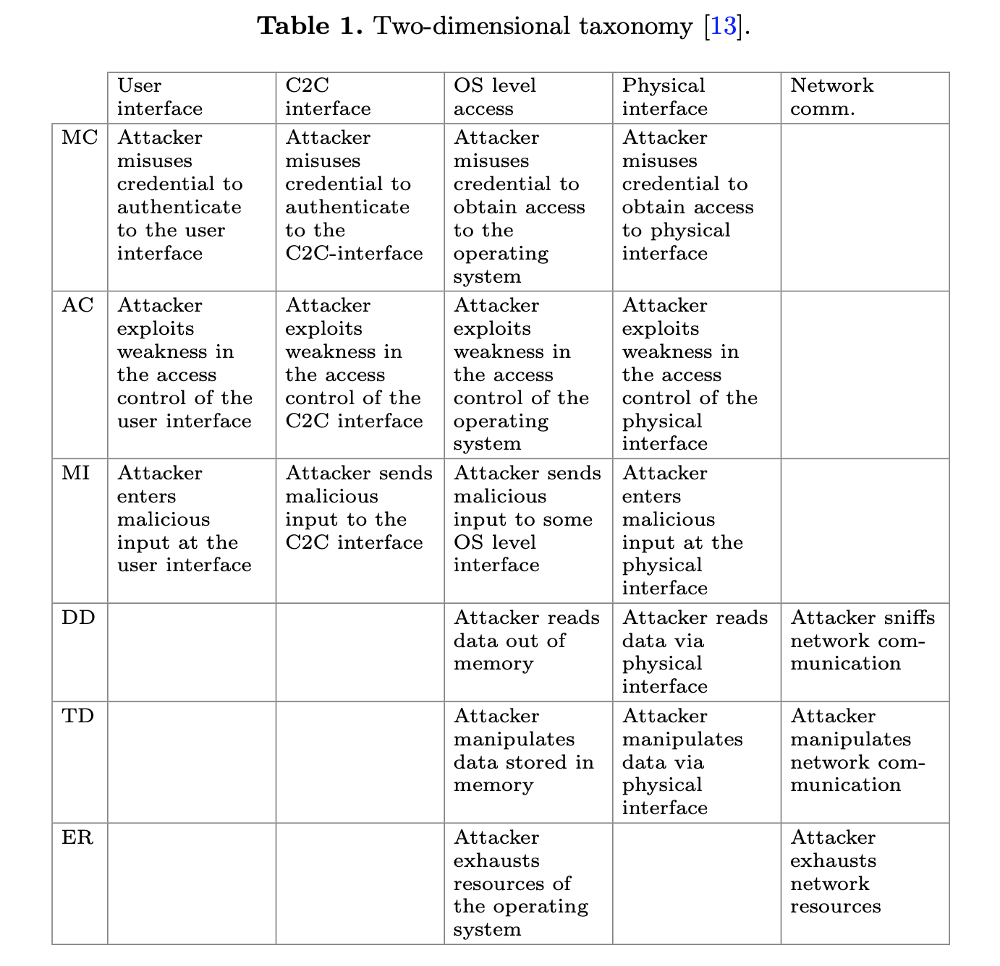 Table 1. Two-dimensional taxonomy [13].
User
interface
C2C
interface
OS level
access
Physical
interface
Network
comm.
MC
Attacker
misuses
credential to
authenticate
to the user
interface
Attacker
misuses
credential to
authenticate
to the
C2C-interface
Attacker
misuses
credential to
obtain access
to the
operating
system
Attacker
misuses
credential to
obtain access
to physical
interface
AC
Attacker
exploits
weakness in
the access
control of the
user interface
Attacker
exploits
weakness in
the access
control of the
C2C interface
Attacker
exploits
weakness in
the access
control of the
operating
system
Attacker
exploits
weakness in
the access
control of the
physical
interface
MI
Attacker
enters
malicious
input at the
user interface
Attacker sends
malicious
input to the
C2C interface
Attacker sends
malicious
input to some
OS level
interface
Attacker
enters
malicious
input at the
physical
interface
DD
Attacker reads
data out of
memory
Attacker reads
data via
physical
interface
Attacker sniffs
network com-
munication
TD
Attacker
manipulates
data stored in
memory
Attacker
manipulates
data via
physical
interface
Attacker
manipulates
network com-
munication
ER
Attacker
exhausts
resources of
the operating
system
Attacker
exhausts
network
resources